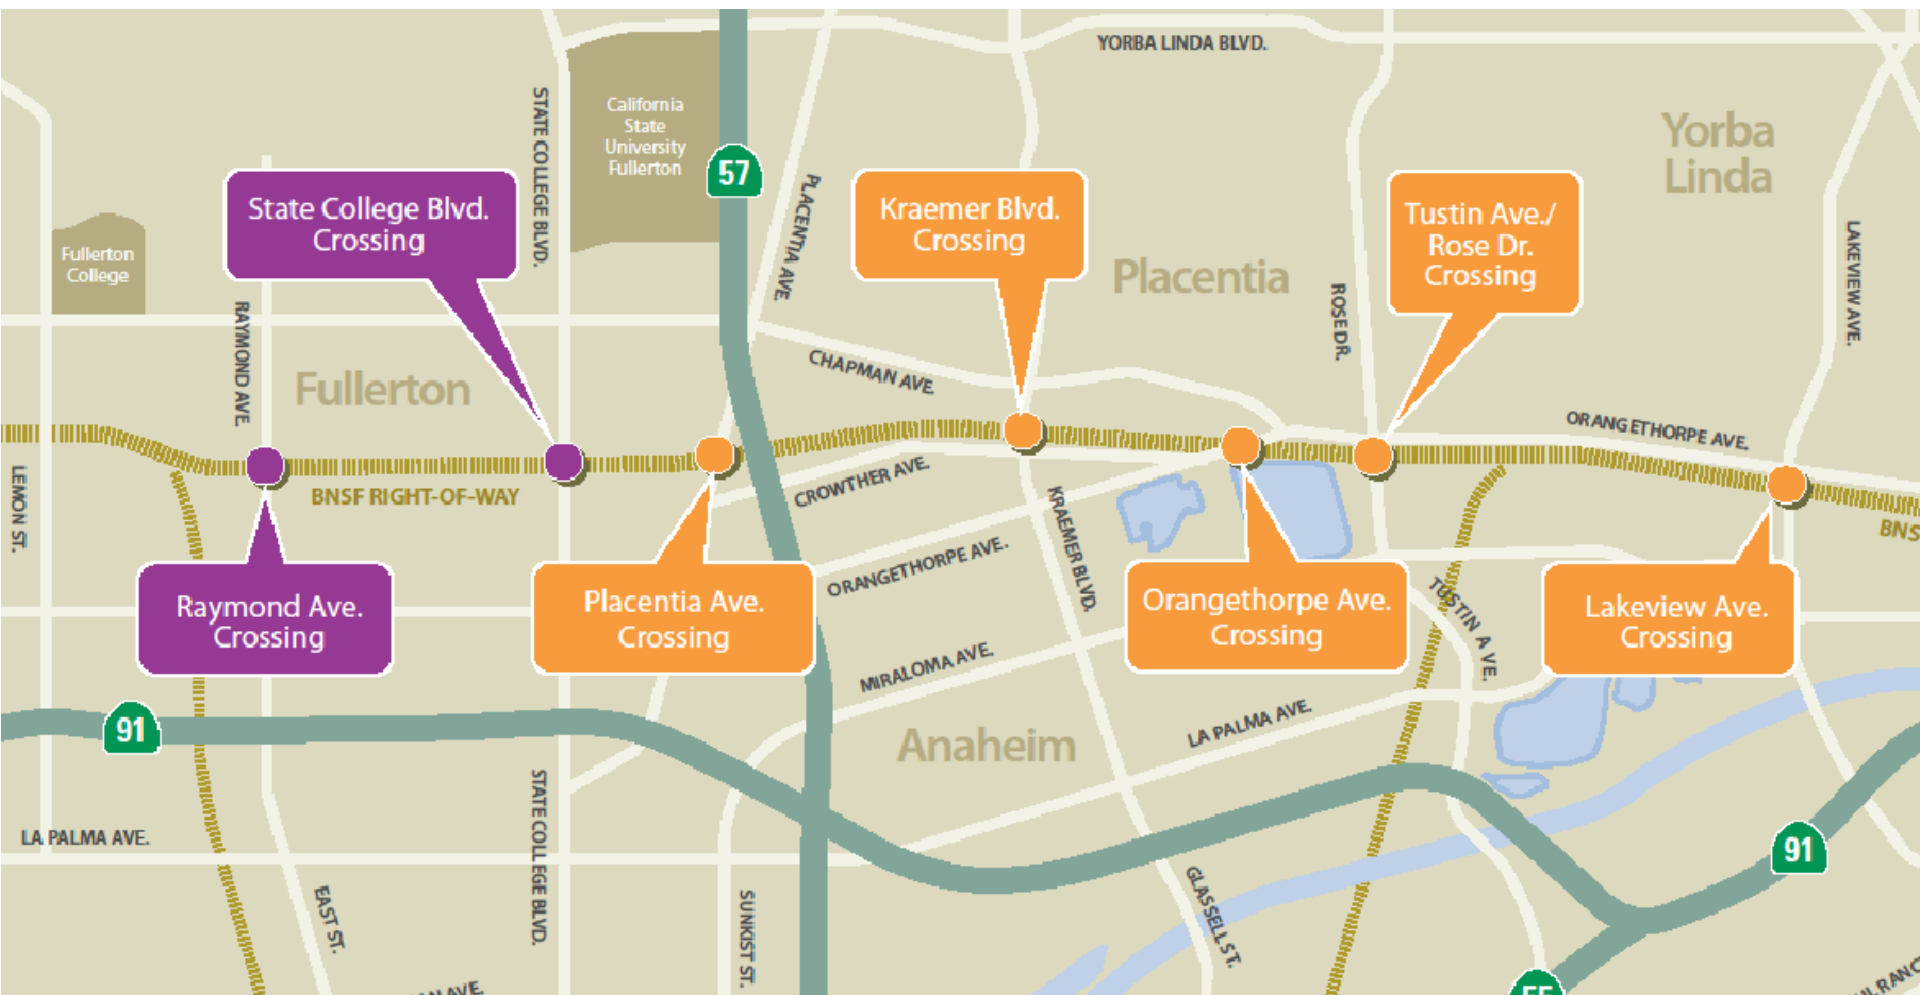 YORBA LINDA BLVD.
California
State
University
Fullerton
STATE COLLEGE BLVD.
57
Yorba
Linda
State College Blvd.
Crossing
PLACENTIA AVE.
Kraemer Blvd.
Crossing
Tustin Ave./
Rose Dr.
Crossing
Fullerton
College
Placentia
LAKEVIEW AVE.
RAYMOND AVE.
ROSE DR.
Fullerton
CHAPMAN AVE.
ORANGETHORPE AVE.
LEMON ST.
BNSF RIGHT-OF-WAY
CROWTHER AVE.
KRAEMER BLVD.
BNS
ORANGETHORPE AVE.
Raymond Ave.
Crossing
Placentia Ave.
Crossing
Orangethorpe Ave.
Crossing
TUSTIN AVE.
Lakeview Ave.
Crossing
MIRALOMA AVE.
91
Anaheim
LA PALMA AVE.
STATE COLLEGE BLVD.
LA PALMA AVE.
91
EAST ST.
SUNKIST ST.
GLASSELL ST.
55
AVE.